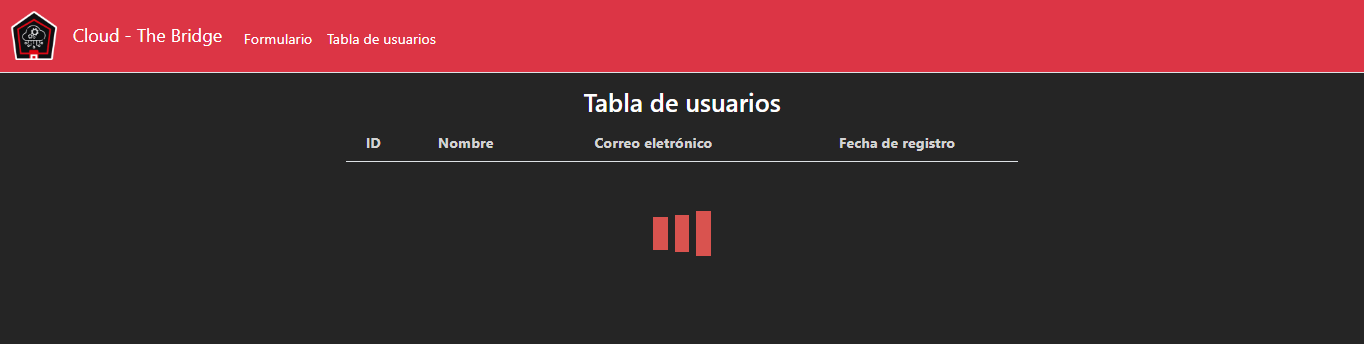 Cloud - The Bridge Formulario Tabla de usuarios
Tabla de usuarios
ID Nombre Correo eletrónico Fecha de registro